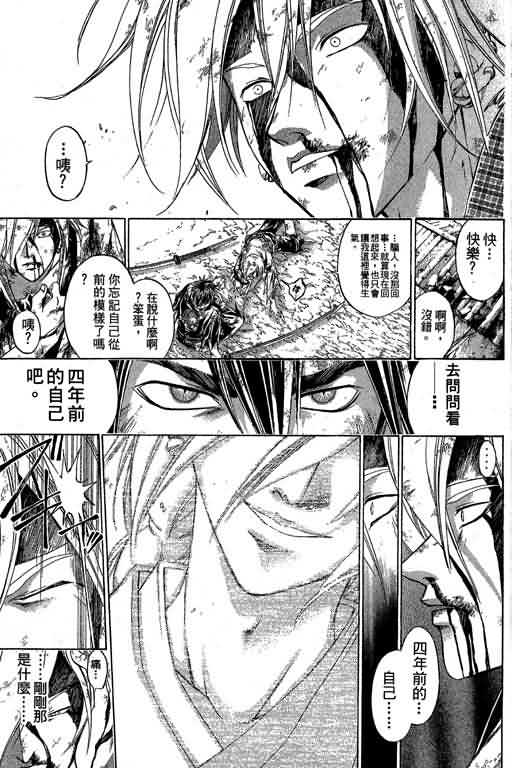 …咦?
快…
快樂?
啊啊,
沒錯。
…騙人,沒那回
事…就算現在回
想起來,也只會
讓我這裡覺得生
氣
在說什麼啊
?笨蛋,
你忘記自己從
前的模樣了嗎
?
咦?
去問問看
……
四年前
的自己
吧。
……
四年前的…
自己……
痛…
……剛剛那
是什麼……